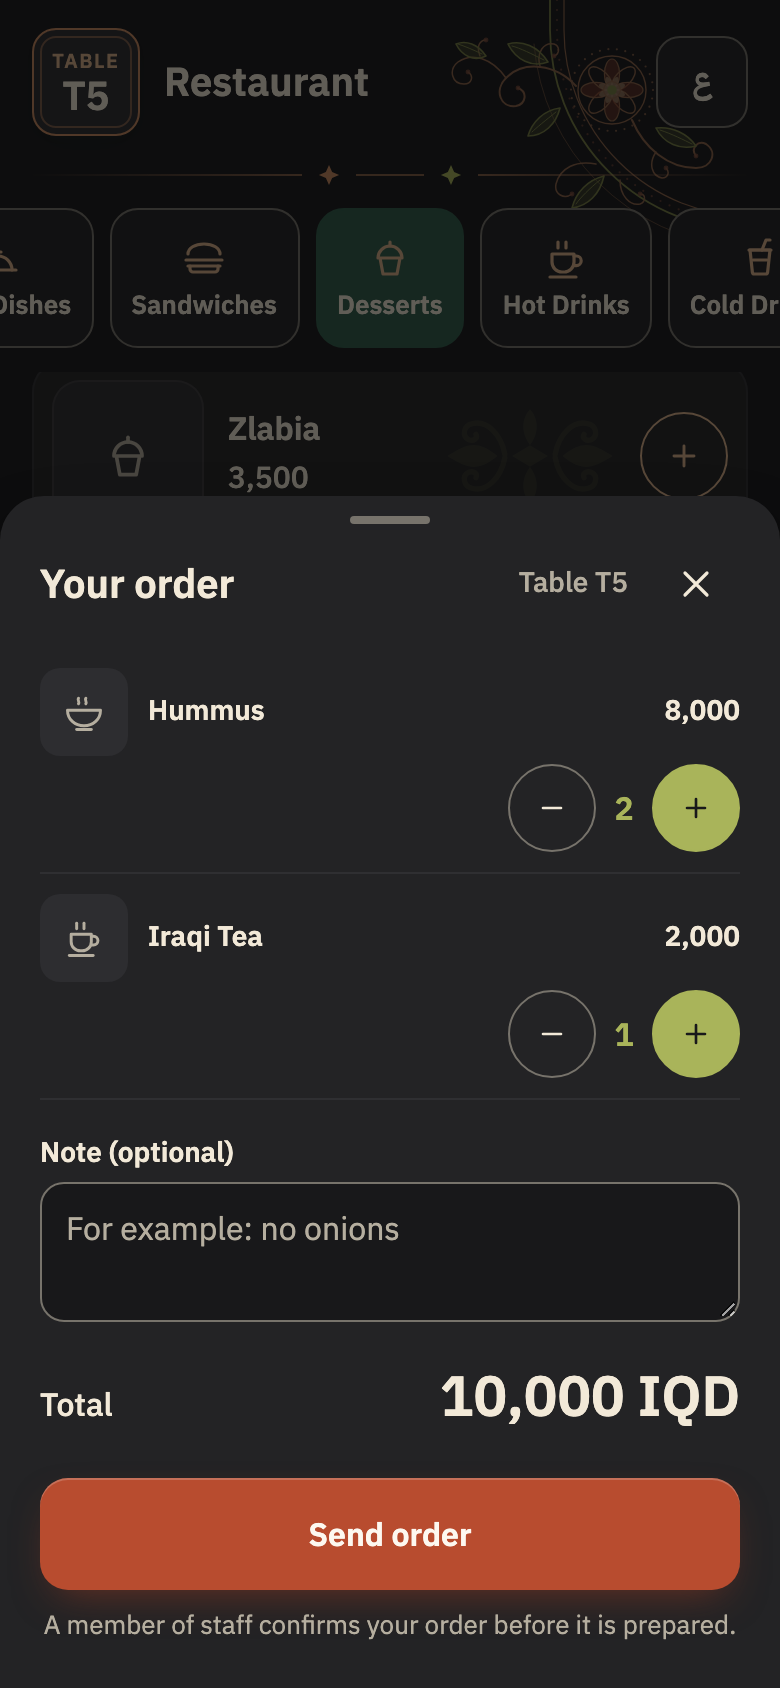 TABLE
T5
Restaurant
ع
Dishes
Sandwiches
Desserts
Hot Drinks
Cold Dr
Zlabia
3,500
Your order
Table T5
Hummus
8,000
2
Iraqi Tea
2,000
1
Note (optional)
For example: no onions
Total
10,000 IQD
Send order
A member of staff confirms your order before it is prepared.